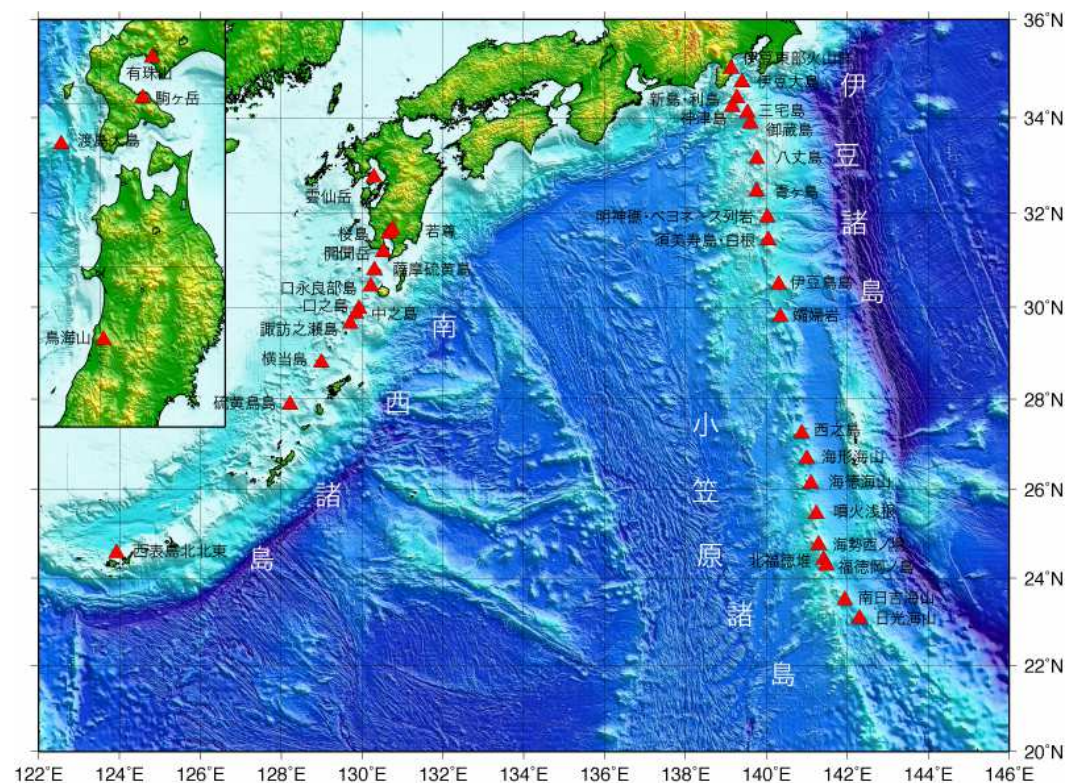 有珠山
駒ヶ岳
渡島大島
鳥海山
伊豆東部火山群
伊豆大島
新島・利島
神津島
三宅島
御蔵島
八丈島
青ヶ島
明神礁・ベヨネース列岩
須美寿島・白根
伊豆鳥島
孀婦岩
西之島
海形海山
海徳海山
噴火浅根
海勢西ノ場
北福徳堆
福徳岡ノ島
南日吉海山
日光海山
雲仙岳
桜島
若尊
開聞岳
薩摩硫黄島
口永良部島
口之島
中之島
諏訪之瀬島
横当島
硫黄鳥島
西表島北北東
南西諸島
伊豆諸島
小笠原諸島
36°N
34°N
32°N
30°N
28°N
26°N
24°N
22°N
20°N
122°E 124°E 126°E 128°E 130°E 132°E 134°E 136°E 138°E 140°E 142°E 144°E 146°E